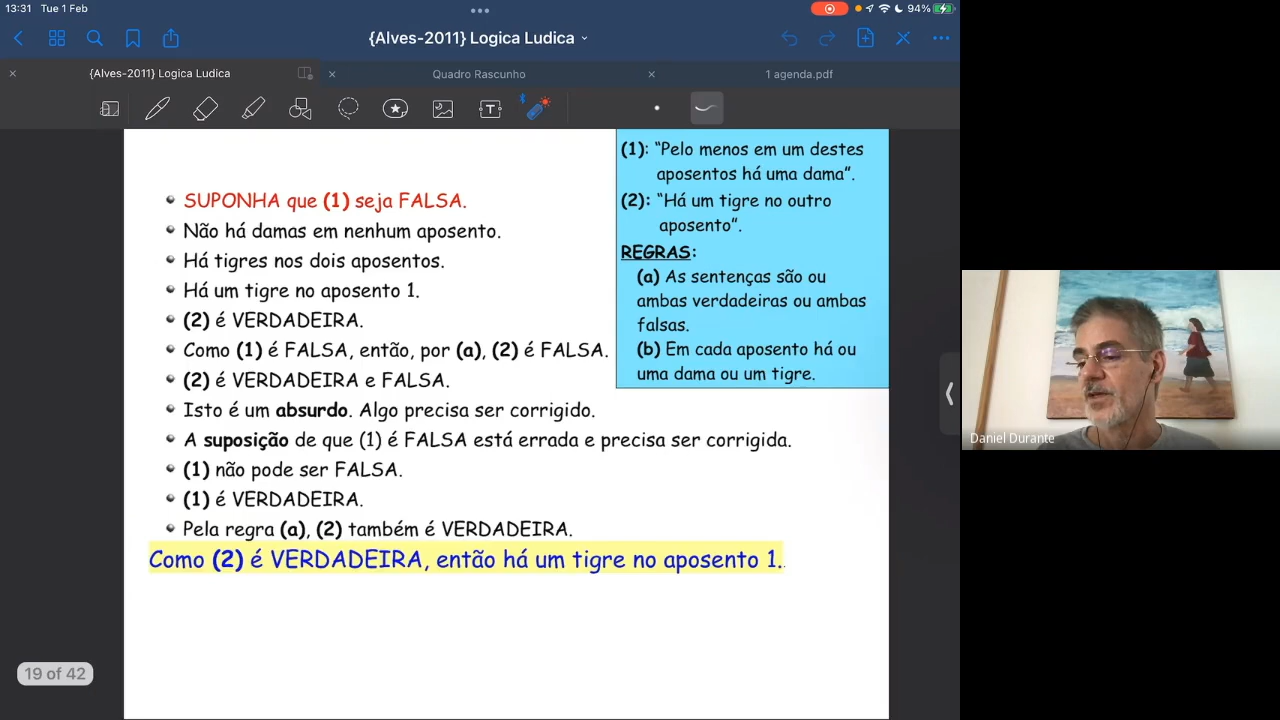 13:31 Tue 1 Feb
94%
{Alves-2011} Logica Ludica
{Alves-2011} Logica Ludica
Quadro Rascunho
1 agenda.pdf
T
(1): “Pelo menos em um destes
aposentos há uma dama”.
(2): “Há um tigre no outro
aposento”.
REGRAS:
(a) As sentenças são ou
ambas verdadeiras ou ambas
falsas.
(b) Em cada aposento há ou
uma dama ou um tigre.
SUPONHA que (1) seja FALSA.
Não há damas em nenhum aposento.
Há tigres nos dois aposentos.
Há um tigre no aposento 1.
(2) é VERDADEIRA.
Como (1) é FALSA, então, por (a), (2) é FALSA.
(2) é VERDADEIRA e FALSA.
Isto é um absurdo. Algo precisa ser corrigido.
A suposição de que (1) é FALSA está errada e precisa ser corrigida.
(1) não pode ser FALSA.
(1) é VERDADEIRA.
Pela regra (a), (2) também é VERDADEIRA.
Como (2) é VERDADEIRA, então há um tigre no aposento 1.
19 of 42
Daniel Durante